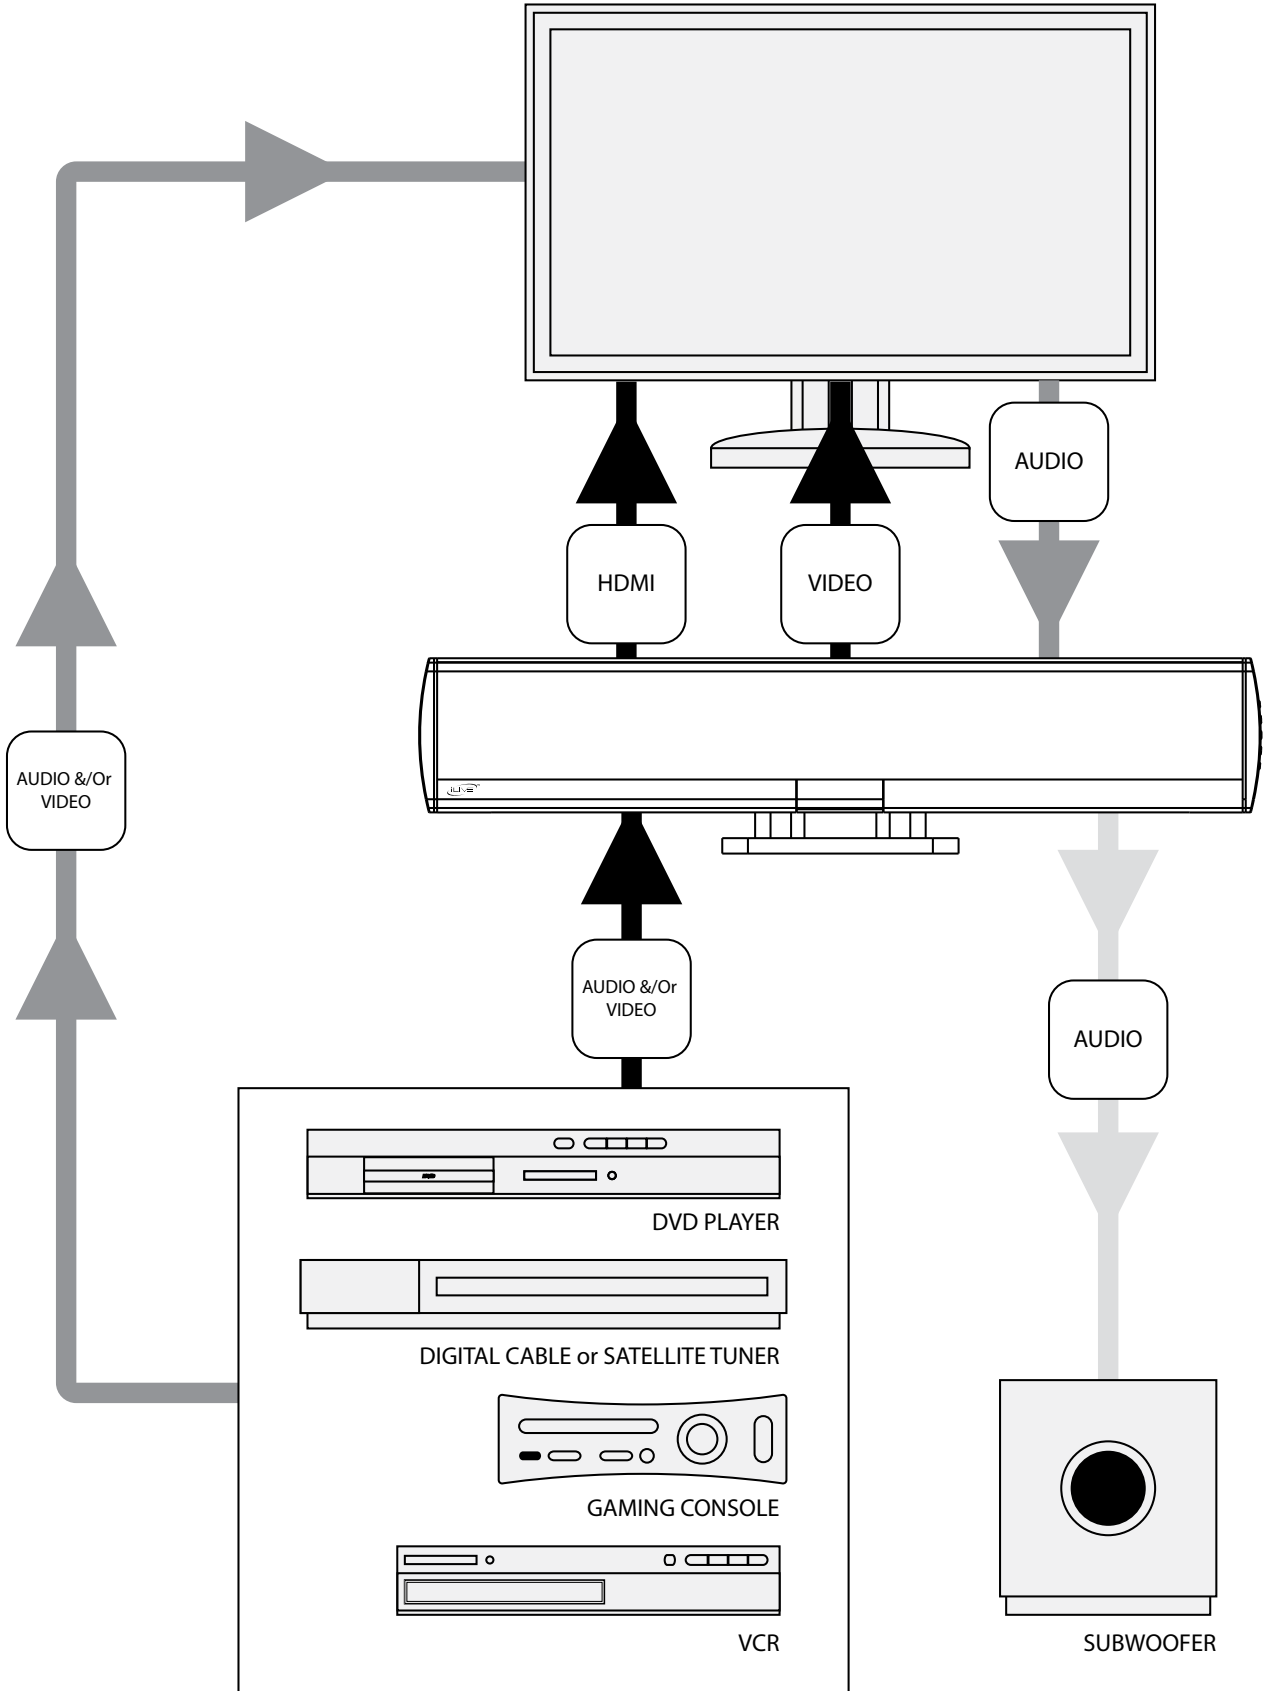 AUDIO
HDMI
VIDEO
AUDIO &/Or
VIDEO
iLIVE
AUDIO &/Or
VIDEO
AUDIO
DVD PLAYER
DIGITAL CABLE or SATELLITE TUNER
GAMING CONSOLE
VCR
SUBWOOFER